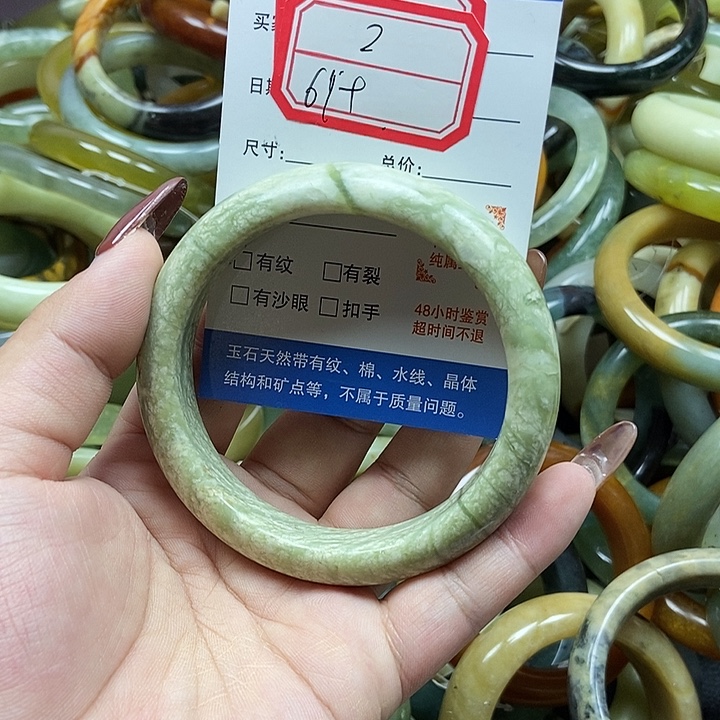 买家
2
日期
尺寸:
总价:
纯属
□有纹 □有裂
□有沙眼 □扣手
48小时鉴赏
超时间不退
玉石天然带有纹、棉、水线、晶体
结构和矿点等，不属于质量问题。